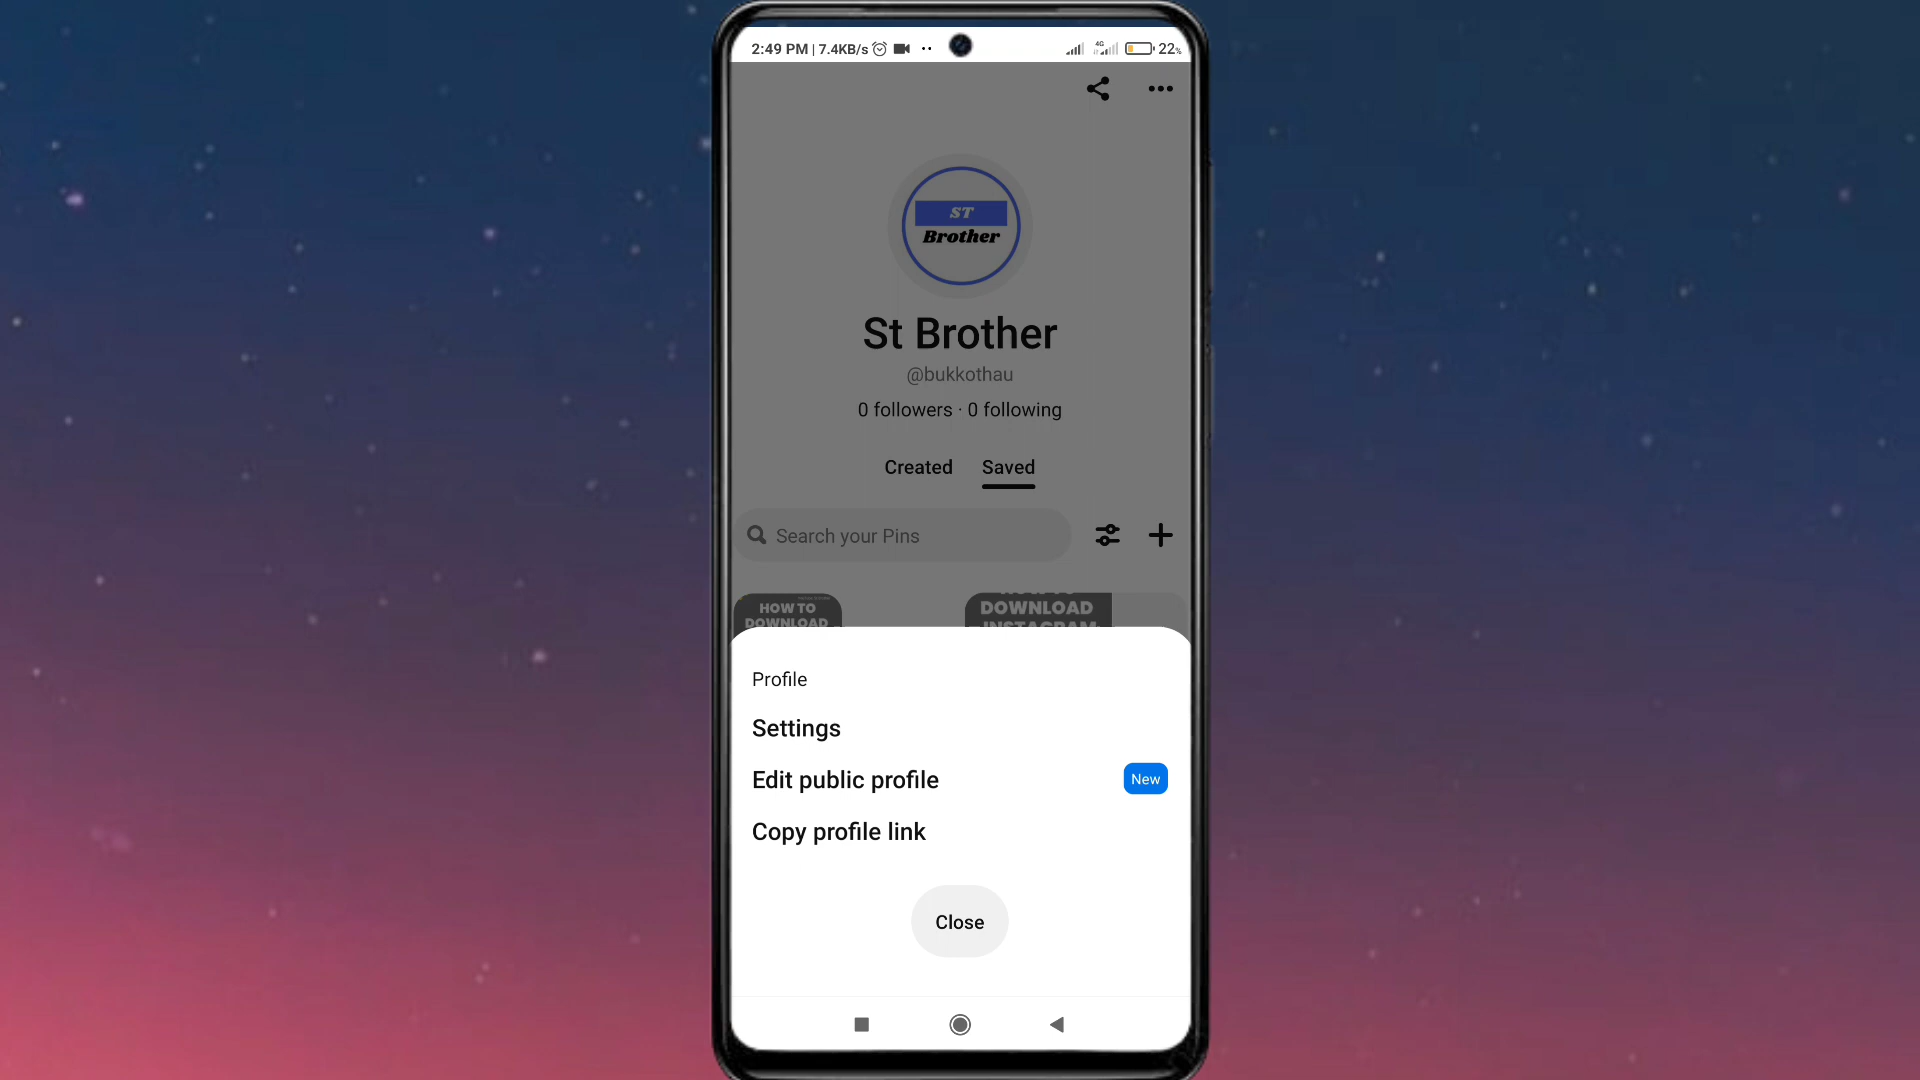 2:49 PM | 7.4KB/s
4G
22%
ST
Brother
St Brother
@bukkothau
0 followers · 0 following
Created Saved
Search your Pins
HOW TO
DOWNLOAD
DOWNLOAD
INSTAGRAM
Profile
Settings
Edit public profile
New
Copy profile link
Close